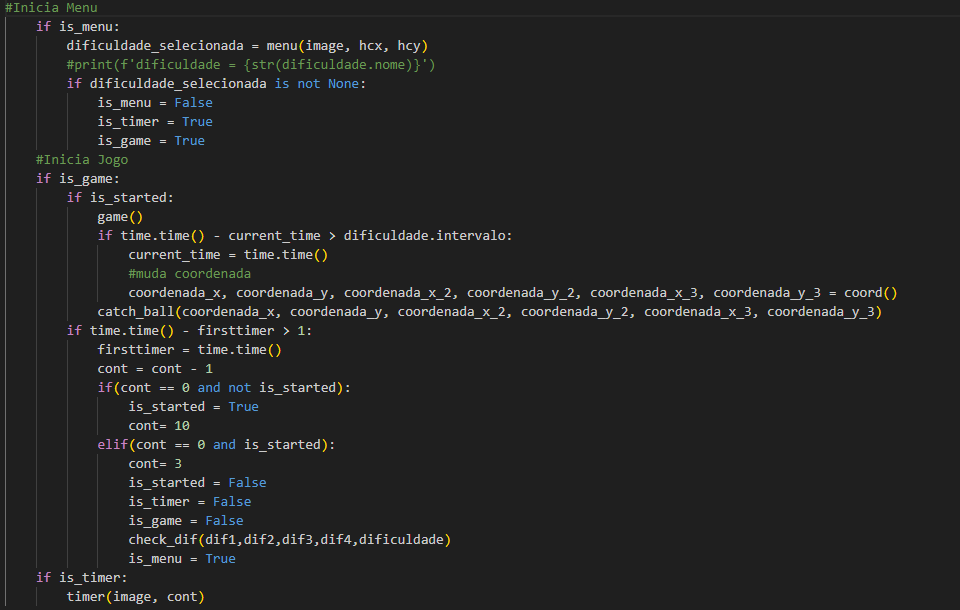 #Inicia Menu
if is_menu:
dificuldade_selecionada = menu(image, hcx, hcy)
#print(f'dificuldade = {str(dificuldade.nome)}')
if dificuldade_selecionada is not None:
is_menu = False
is_timer = True
is_game = True
#Inicia Jogo
if is_game:
if is_started:
game()
if time.time() - current_time > dificuldade.intervalo:
current_time = time.time()
#muda coordenada
coordenada_x, coordenada_y, coordenada_x_2, coordenada_y_2, coordenada_x_3, coordenada_y_3 = coord()
catch_ball(coordenada_x, coordenada_y, coordenada_x_2, coordenada_y_2, coordenada_x_3, coordenada_y_3)
if time.time() - firsttimer > 1:
firsttimer = time.time()
cont = cont - 1
if(cont == 0 and not is_started):
is_started = True
cont= 10
elif(cont == 0 and is_started):
cont= 3
is_started = False
is_timer = False
is_game = False
check_dif(dif1,dif2,dif3,dif4,dificuldade)
is_menu = True
if is_timer:
timer(image, cont)